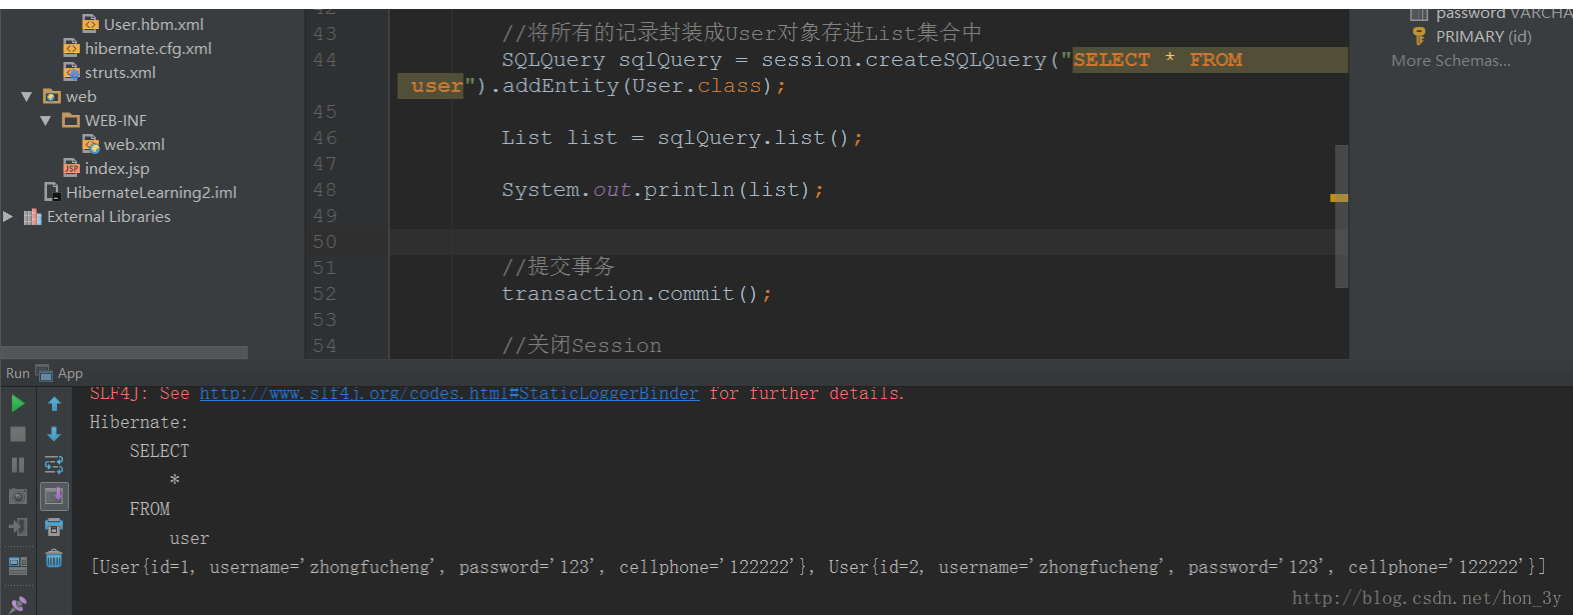 User.hbm.xml
hibernate.cfg.xml
struts.xml
web
WEB-INF
web.xml
index.jsp
HibernateLearning2.iml
External Libraries
42
43 //将所有的记录封装成User对象存进List集合中
44 SQLQuery sqlQuery = session.createSQLQuery("SELECT * FROM
user").addEntity(User.class);
45
46 List list = sqlQuery.list();
47
48 System.out.println(list);
49
50
51 //提交事务
52 transaction.commit();
53
54 //关闭Session
password VARCHA
PRIMARY (id)
More Schemas...
Run App
SLF4J: See http://www.slf4j.org/codes.html#StaticLoggerBinder for further details.
Hibernate:
SELECT
*
FROM
user
[User{id=1, username='zhongfucheng', password='123', cellphone='122222'}, User{id=2, username='zhongfucheng', password='123', cellphone='122222'}]
http://blog.csdn.net/hon_3y